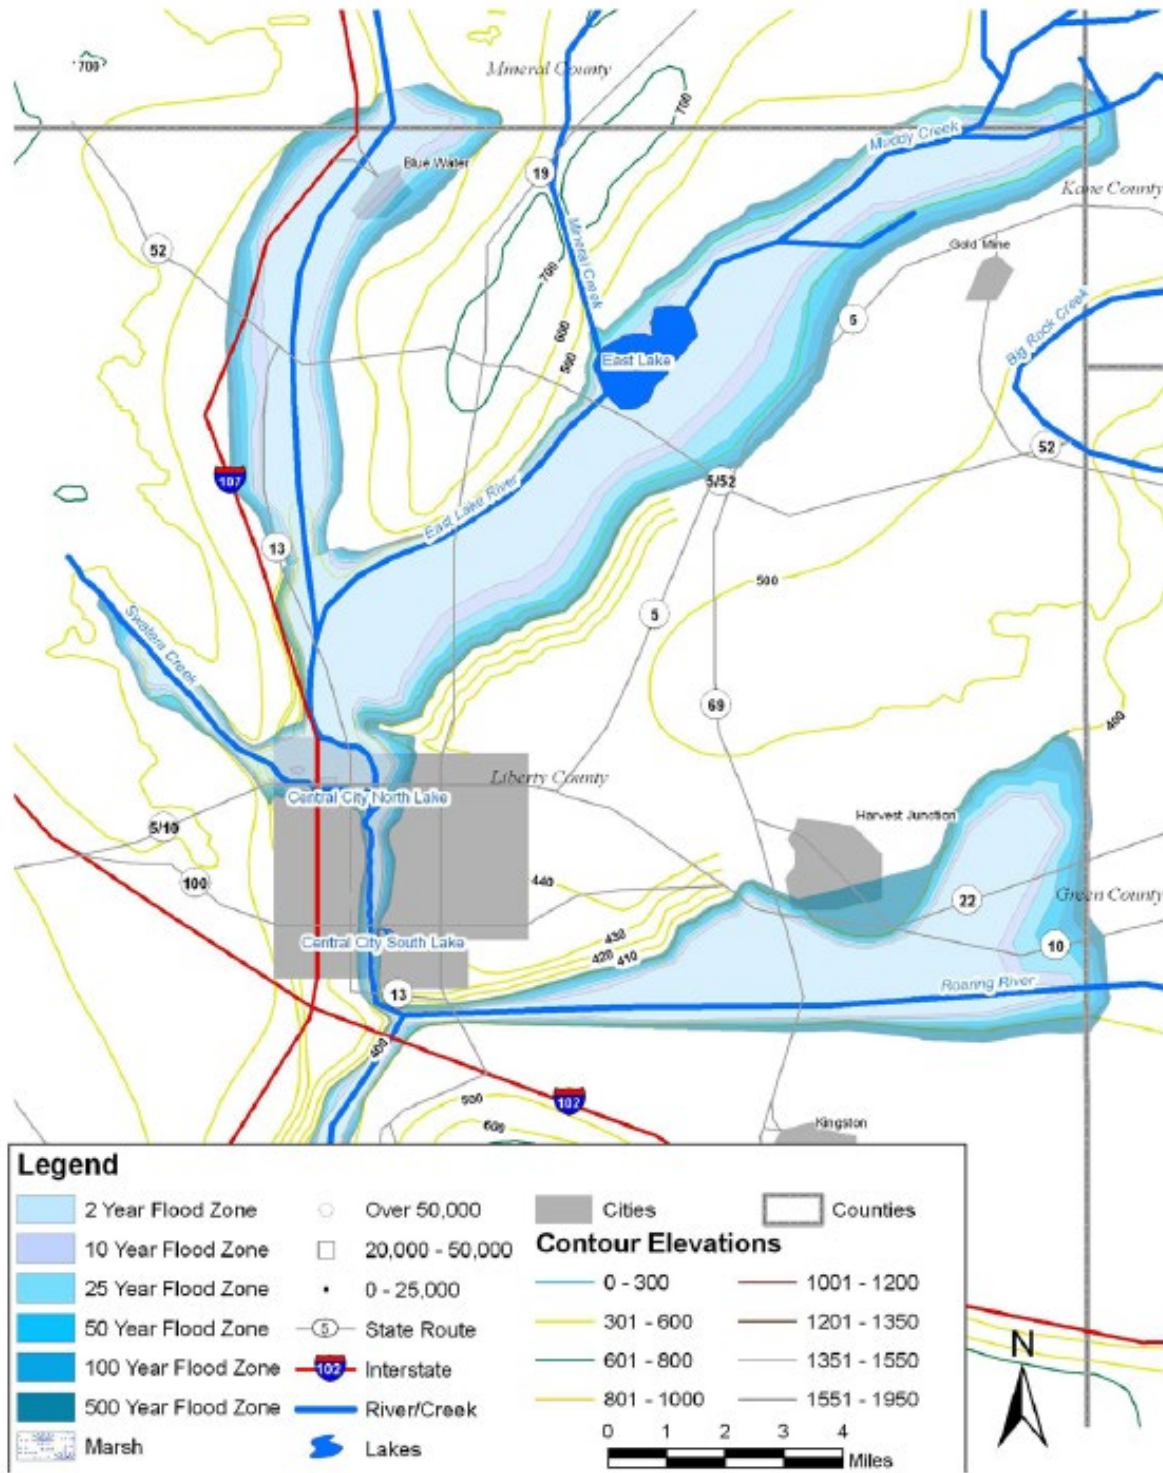 Mineral County
700
700
Muddy Creek
Blue Water
19
Kane County
Mineral Creek
Gold Mine
52
700
5
600
500
Big Rock Creek
East Lake
52
107
5/52
East Lake River
13
500
Swatara Creek
5
69
400
Liberty County
Central City North Lake
Harvest Junction
5/10
100
440
Green County
22
430
Central City South Lake
420
410
10
Roaring River
13
400
500
102
600
Kingston
Legend
2 Year Flood Zone
10 Year Flood Zone
25 Year Flood Zone
50 Year Flood Zone
100 Year Flood Zone
500 Year Flood Zone
Marsh
Over 50,000
20,000 - 50,000
0 - 25,000
5 State Route
102 Interstate
River/Creek
Lakes
Cities
Counties
Contour Elevations
0 - 300
301 - 600
601 - 800
801 - 1000
1001 - 1200
1201 - 1350
1351 - 1550
1551 - 1950
0 1 2 3 4
Miles
N